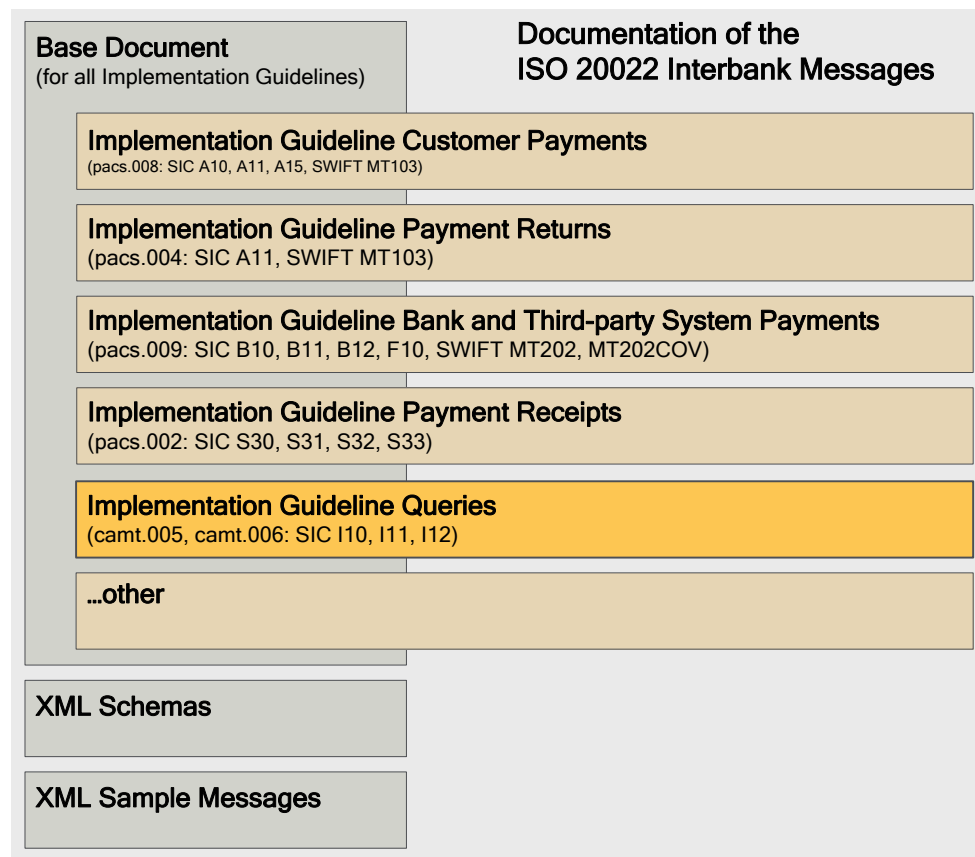 Base Document
(for all Implementation Guidelines)
Documentation of the
ISO 20022 Interbank Messages
Implementation Guideline Customer Payments
(pacs.008: SIC A10, A11, A15, SWIFT MT103)
Implementation Guideline Payment Returns
(pacs.004: SIC A11, SWIFT MT103)
Implementation Guideline Bank and Third-party System Payments
(pacs.009: SIC B10, B11, B12, F10, SWIFT MT202, MT202COV)
Implementation Guideline Payment Receipts
(pacs.002: SIC S30, S31, S32, S33)
Implementation Guideline Queries
(camt.005, camt.006: SIC I10, I11, I12)
...other
XML Schemas
XML Sample Messages